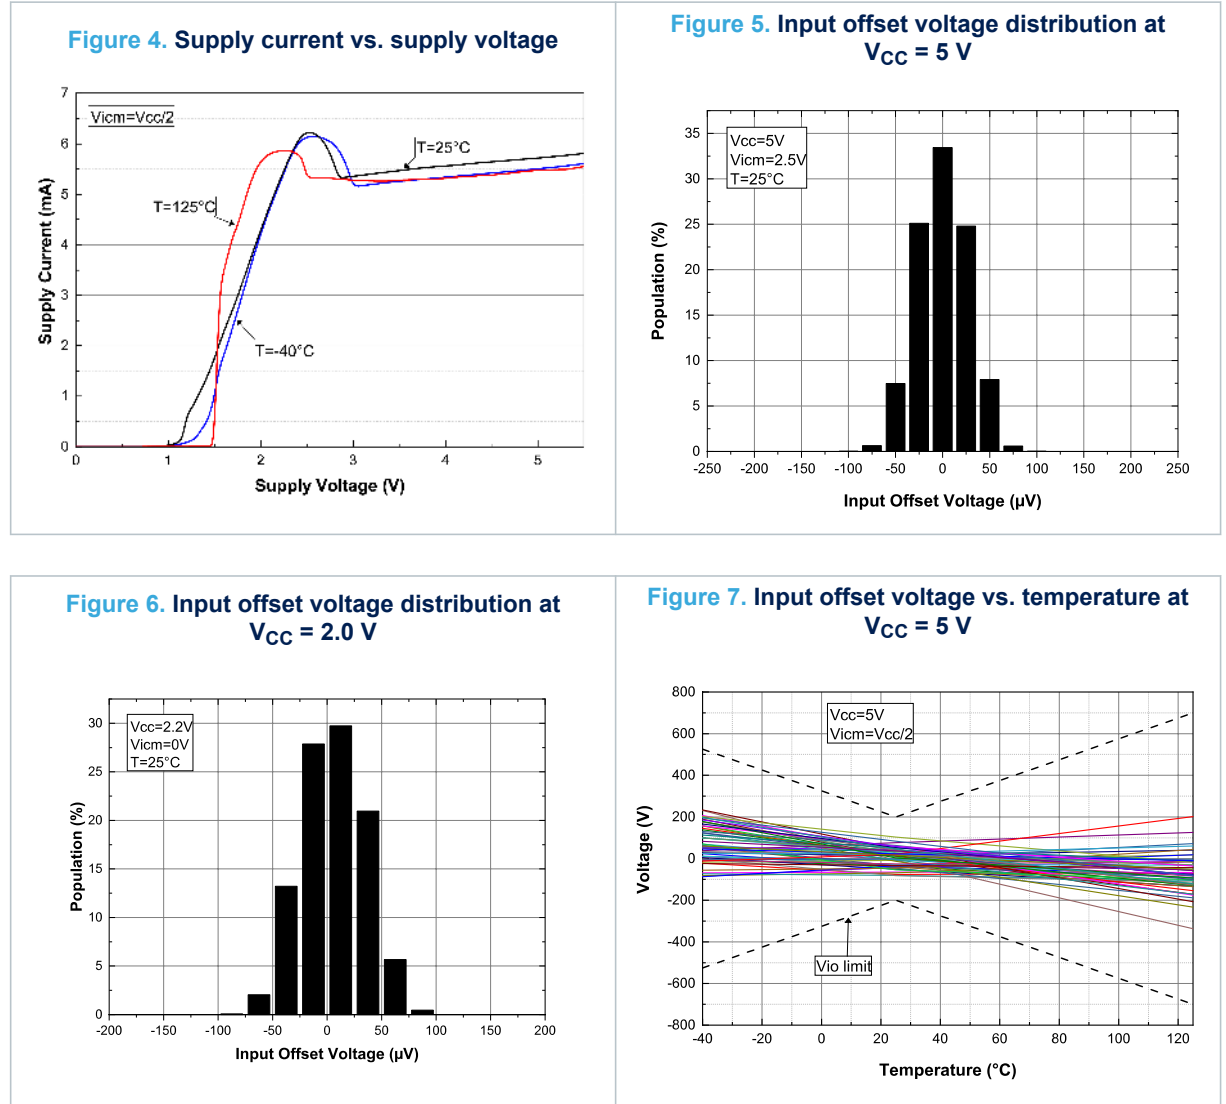 Figure 4. Supply current vs. supply voltage
7
6
5
4
3
2
1
0
Supply Current (mA)
Vicm=Vcc/2
T=25°C
T=125°C
T=-40°C
0 1 2 3 4 5
Supply Voltage (V)
Figure 5. Input offset voltage distribution at
VCC = 5 V
35
30
25
20
15
10
5
0
Population (%)
Vcc=5V
Vicm=2.5V
T=25°C
-250 -200 -150 -100 -50 0 50 100 150 200 250
Input Offset Voltage (µV)
Figure 6. Input offset voltage distribution at
VCC = 2.0 V
30
25
20
15
10
5
0
Population (%)
Vcc=2.2V
Vicm=0V
T=25°C
-200 -150 -100 -50 0 50 100 150 200
Input Offset Voltage (µV)
Figure 7. Input offset voltage vs. temperature at
VCC = 5 V
800
600
400
200
0
-200
-400
-600
-800
Voltage (V)
Vcc=5V
Vicm=Vcc/2
Vio limit
-40 -20 0 20 40 60 80 100 120
Temperature (°C)